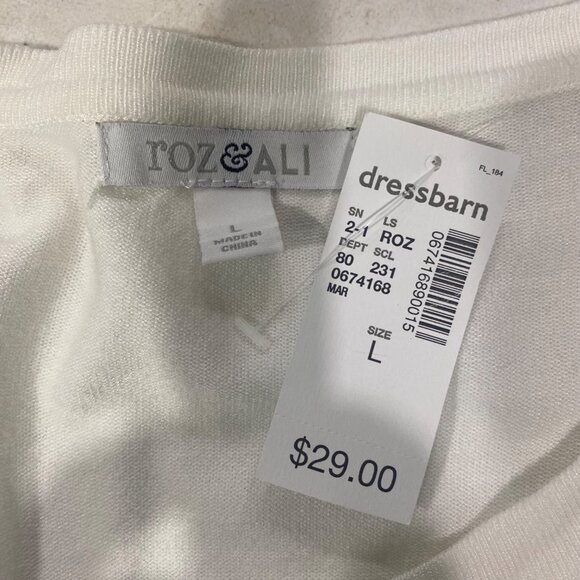 roz&ALI
L
MADE IN
CHINA
FL_184
dressbarn
SN LS
2-1 ROZ
DEPT SCL
80 231
0674168
MAR
067416890015
SIZE
L
$29.00